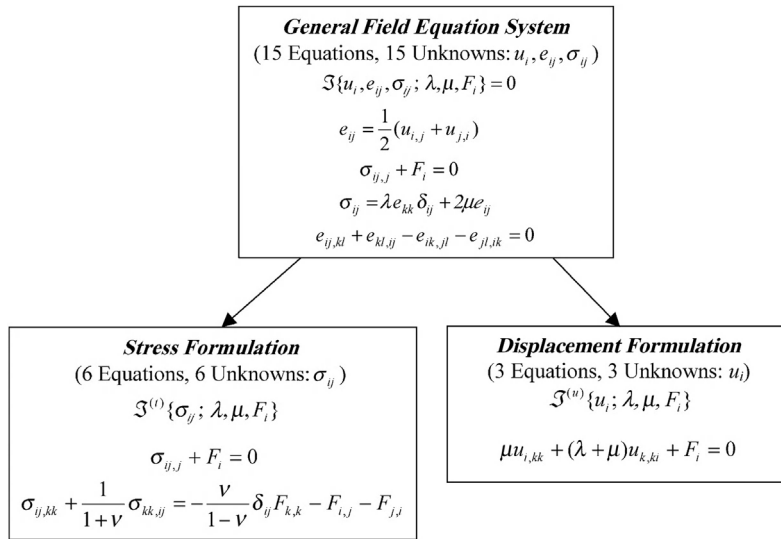 General Field Equation System
(15 Equations, 15 Unknowns: u_i, e_ij, σ_ij )
ℑ{u_i, e_ij, σ_ij; λ, μ, F_i} = 0
e_ij = 1/2 (u_i,j + u_j,i)
σ_ij,j + F_i = 0
σ_ij = λe_kk δ_ij + 2μe_ij
e_ij,kl + e_kl,ij − e_ik,jl − e_jl,ik = 0
Stress Formulation
(6 Equations, 6 Unknowns: σ_ij )
ℑ^(t){σ_ij; λ, μ, F_i}
σ_ij,j + F_i = 0
σ_ij,kk + 1/(1+ν) σ_kk,ij = − ν/(1−ν) δ_ij F_k,k − F_i,j − F_j,i
Displacement Formulation
(3 Equations, 3 Unknowns: u_i)
ℑ^(u){u_i; λ, μ, F_i}
μu_i,kk + (λ + μ)u_k,ki + F_i = 0